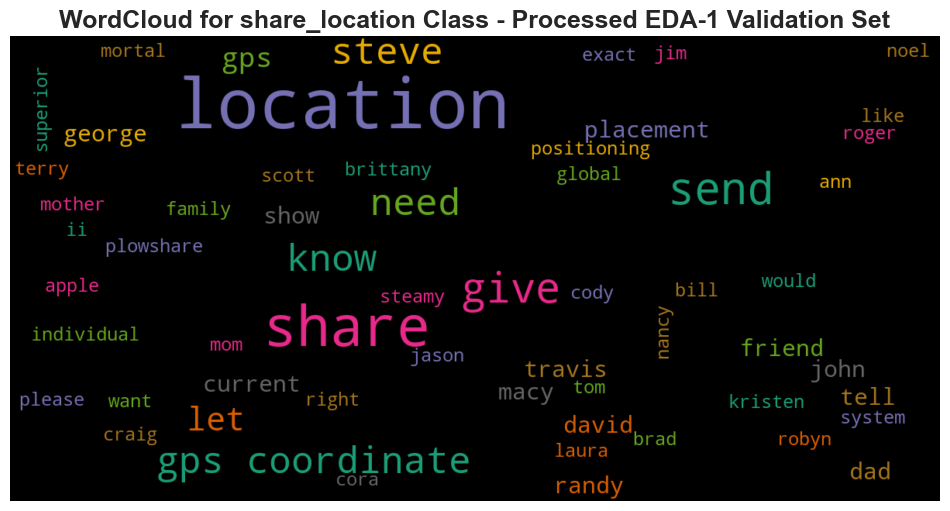 WordCloud for share_location Class - Processed EDA-1 Validation Set
mortal gps steve exact jim noel
superior location like
george placement roger
positioning
terry scott brittany global send ann
mother family show need
ii
plowshare know
apple steamy give cody bill would
individual share nancy
mom jason friend
current travis john
please want right macy tom kristen tell
craig let david brad system
laura robyn
gps coordinate
cora randy dad